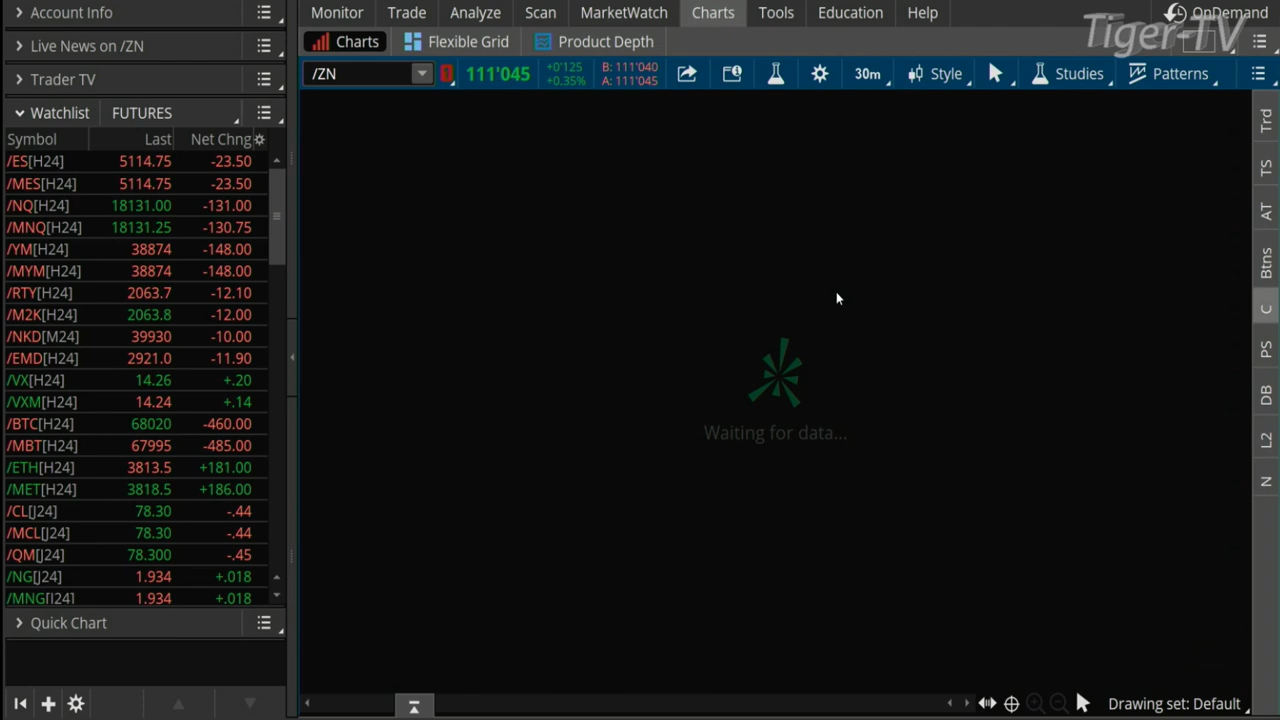 Account Info
Live News on /ZN
Trader TV
Watchlist FUTURES
Symbol Last Net Chng
/ES[H24] 5114.75 -23.50
/MES[H24] 5114.75 -23.50
/NQ[H24] 18131.00 -131.00
/MNQ[H24] 18131.25 -130.75
/YM[H24] 38874 -148.00
/MYM[H24] 38874 -148.00
/RTY[H24] 2063.7 -12.10
/M2K[H24] 2063.8 -12.00
/NKD[M24] 39930 -10.00
/EMD[H24] 2921.0 -11.90
/VX[H24] 14.26 +.20
/VXM[H24] 14.24 +.14
/BTC[H24] 68020 -460.00
/MBT[H24] 67995 -485.00
/ETH[H24] 3813.5 +181.00
/MET[H24] 3818.5 +186.00
/CL[J24] 78.30 -.44
/MCL[J24] 78.30 -.44
/QM[J24] 78.300 -.45
/NG[J24] 1.934 +.018
/MNG[J24] 1.934 +.018
Quick Chart
Monitor Trade Analyze Scan MarketWatch Charts Tools Education Help OnDemand
Tiger-TV
Charts Flexible Grid Product Depth
/ZN 111'045 +0'125 B: 111'040 30m Style Studies Patterns
+0.35% A: 111'045
Waiting for data...
Trd
TS
AT
Btns
C
PS
DB
L2
N
Drawing set: Default